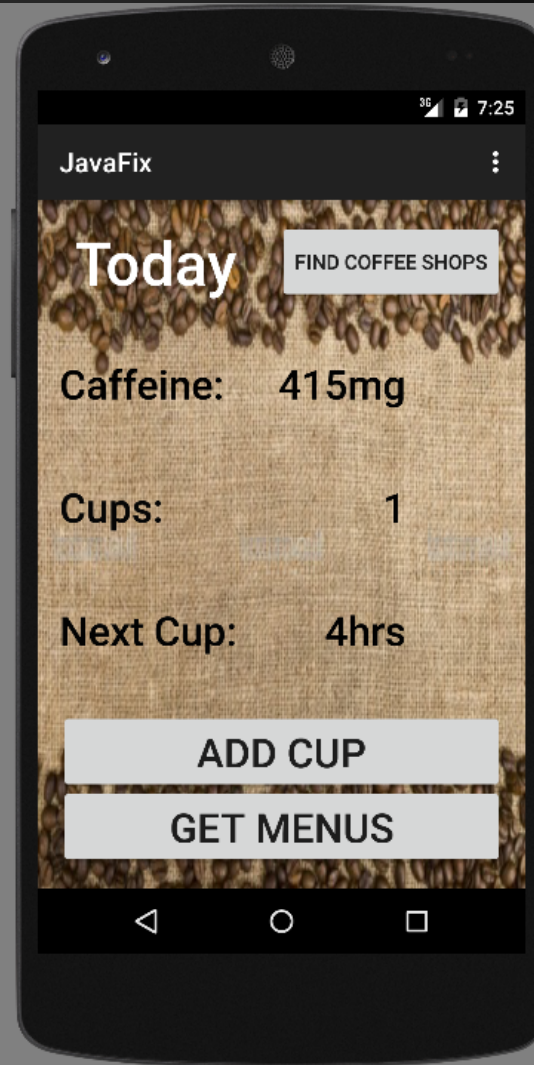 3G 7:25
JavaFix
Today
FIND COFFEE SHOPS
Caffeine: 415mg
Cups: 1
Next Cup: 4hrs
ADD CUP
GET MENUS